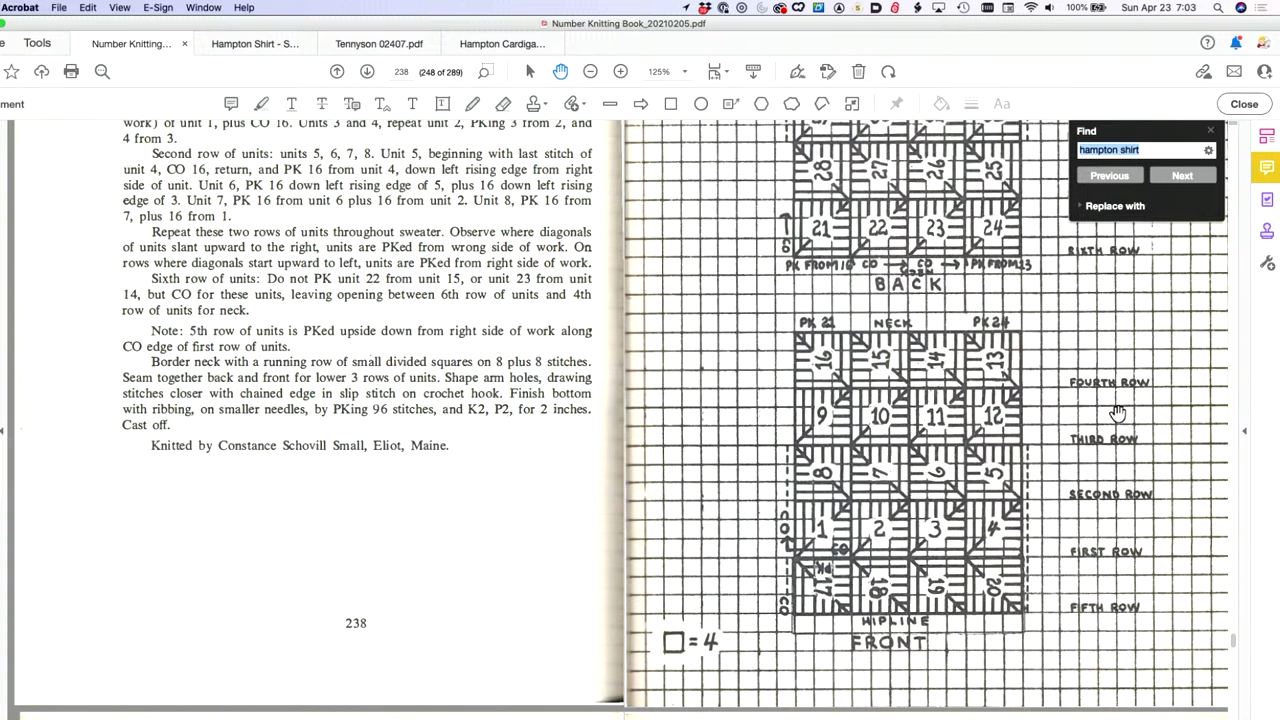 Acrobat File Edit View E-Sign Window Help
100% Sun Apr 23 7:03
Number Knitting Book_20210205.pdf
Tools Number Knitting... × Hampton Shirt - S... Tennyson 02407.pdf Hampton Cardiga...
238 (248 of 289) 125%
ment Aa Close
work) of unit 1, plus CO 16. Units 3 and 4, repeat unit 2, PKing 3 from 2, and
4 from 3.
Second row of units: units 5, 6, 7, 8. Unit 5, beginning with last stitch of
unit 4, CO 16, return, and PK 16 from unit 4, down left rising edge from right
side of unit. Unit 6, PK 16 down left rising edge of 5, plus 16 down left rising
edge of 3. Unit 7, PK 16 from unit 6 plus 16 from unit 2. Unit 8, PK 16 from
7, plus 16 from 1.
Repeat these two rows of units throughout sweater. Observe where diagonals
of units slant upward to the right, units are PKed from wrong side of work. On
rows where diagonals start upward to left, units are PKed from right side of work.
Sixth row of units: Do not PK unit 22 from unit 15, or unit 23 from unit
14, but CO for these units, leaving opening between 6th row of units and 4th
row of units for neck.
Note: 5th row of units is PKed upside down from right side of work along
CO edge of first row of units.
Border neck with a running row of small divided squares on 8 plus 8 stitches.
Seam together back and front for lower 3 rows of units. Shape arm holes, drawing
stitches closer with chained edge in slip stitch on crochet hook. Finish bottom
with ribbing, on smaller needles, by PKing 96 stitches, and K2, P2, for 2 inches.
Cast off.
Knitted by Constance Schovill Small, Eliot, Maine.
238
Find
hampton shirt
Previous Next
Replace with
28 27 26 25
21 22 23 24
CO
SIXTH ROW
PK FROM 16 CO CO PK FROM 13
BACK
PK 21 NECK PK 24
16 15 14 13
FOURTH ROW
9 10 11 12
THIRD ROW
8 7 6 5
SECOND ROW
CO 1 2 3 4
CO
FIRST ROW
PK
17 18 19 20
CO
FIFTH ROW
HIPLINE
FRONT
= 4